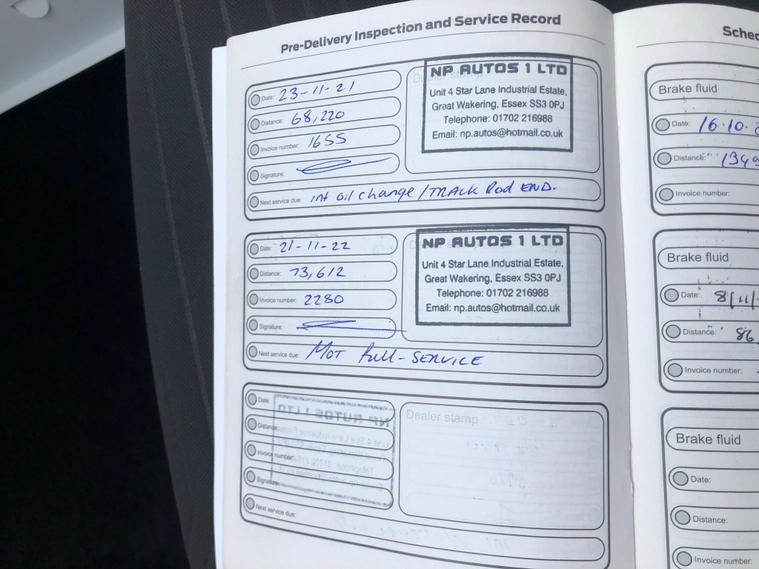 Pre-Delivery Inspection and Service Record
Date: 23-11-21
Distance: 68,220
Invoice number: 1655
Signature:
Next service due: int oil change/TRACK Rod END.
NP AUTOS 1 LTD
Unit 4 Star Lane Industrial Estate,
Great Wakering, Essex SS3 0PJ
Telephone: 01702 216988
Email: np.autos@hotmail.co.uk
Date: 21-11-22
Distance: 73,612
Invoice number: 2280
Signature:
Next service due: MOT full-SERVICE
NP AUTOS 1 LTD
Unit 4 Star Lane Industrial Estate,
Great Wakering, Essex SS3 0PJ
Telephone: 01702 216988
Email: np.autos@hotmail.co.uk
Date:
Distance:
Invoice number:
Signature:
Next service due:
Dealer stamp
Brake fluid
Date: 16.10.
Distance:
Invoice number:
Brake fluid
Date: 8/11/
Distance: 86
Invoice number:
Brake fluid
Date:
Distance:
Invoice number: